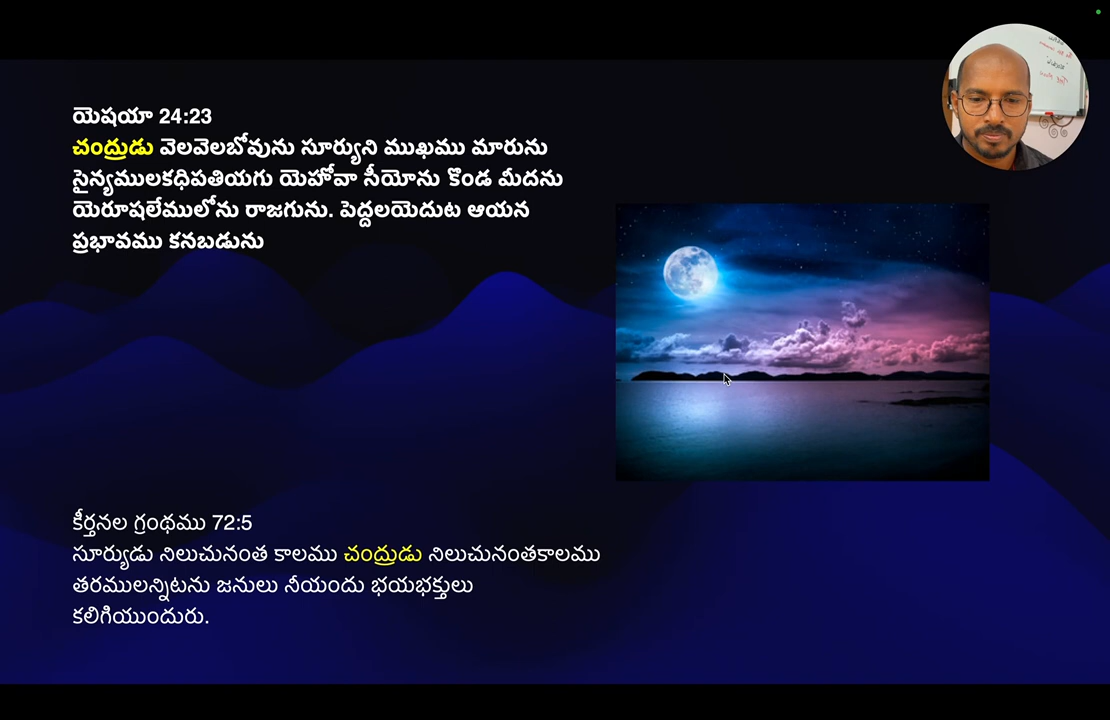 యెషయా 24:23
చంద్రుడు వెలవెలబోవును సూర్యుని ముఖము మారును
సైన్యములకధిపతియగు యెహోవా సీయోను కొండ మీదను
యెరూషలేములోను రాజగును. పెద్దలయెదుట ఆయన
ప్రభావము కనబడును
కీర్తనల గ్రంథము 72:5
సూర్యుడు నిలుచునంత కాలము చంద్రుడు నిలుచునంతకాలము
తరములన్నిటను జనులు నీయందు భయభక్తులు
కలిగియుందురు.